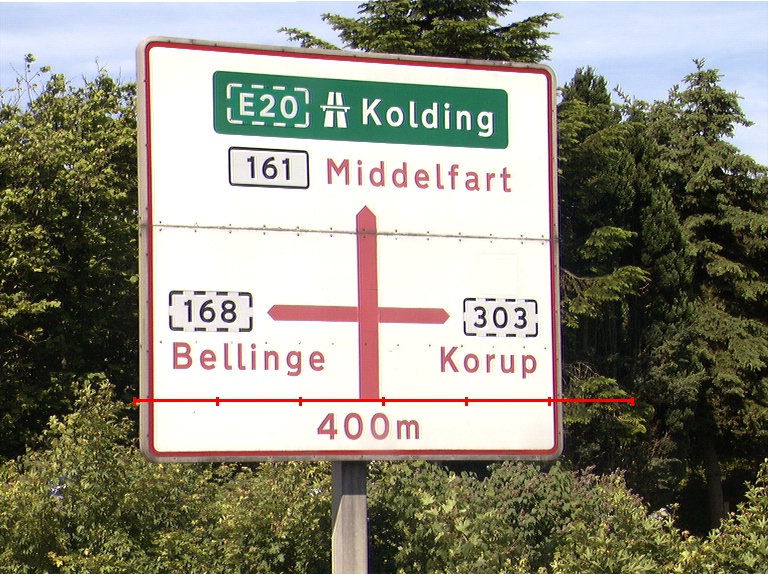 E20 Kolding
161 Middelfart
168 303
Bellinge Korup
400m